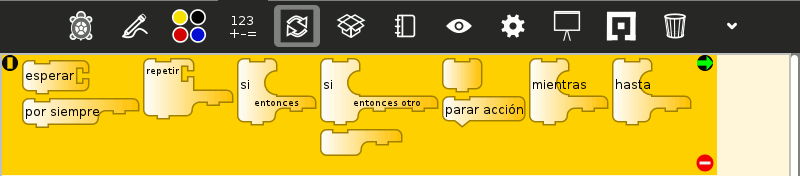 123
+-=
esperar
por siempre
repetir
si
entonces
si
entonces otro
parar acción
mientras
hasta